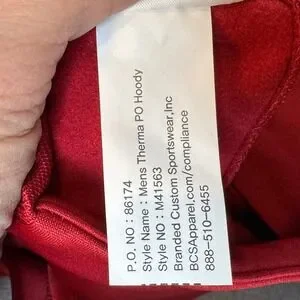 P.O. NO : 86174
Style Name : Mens Therma PO Hoody
Style NO : M41563
Branded Custom Sportswear,Inc
BCSApparel.com/compliance
888-510-6455